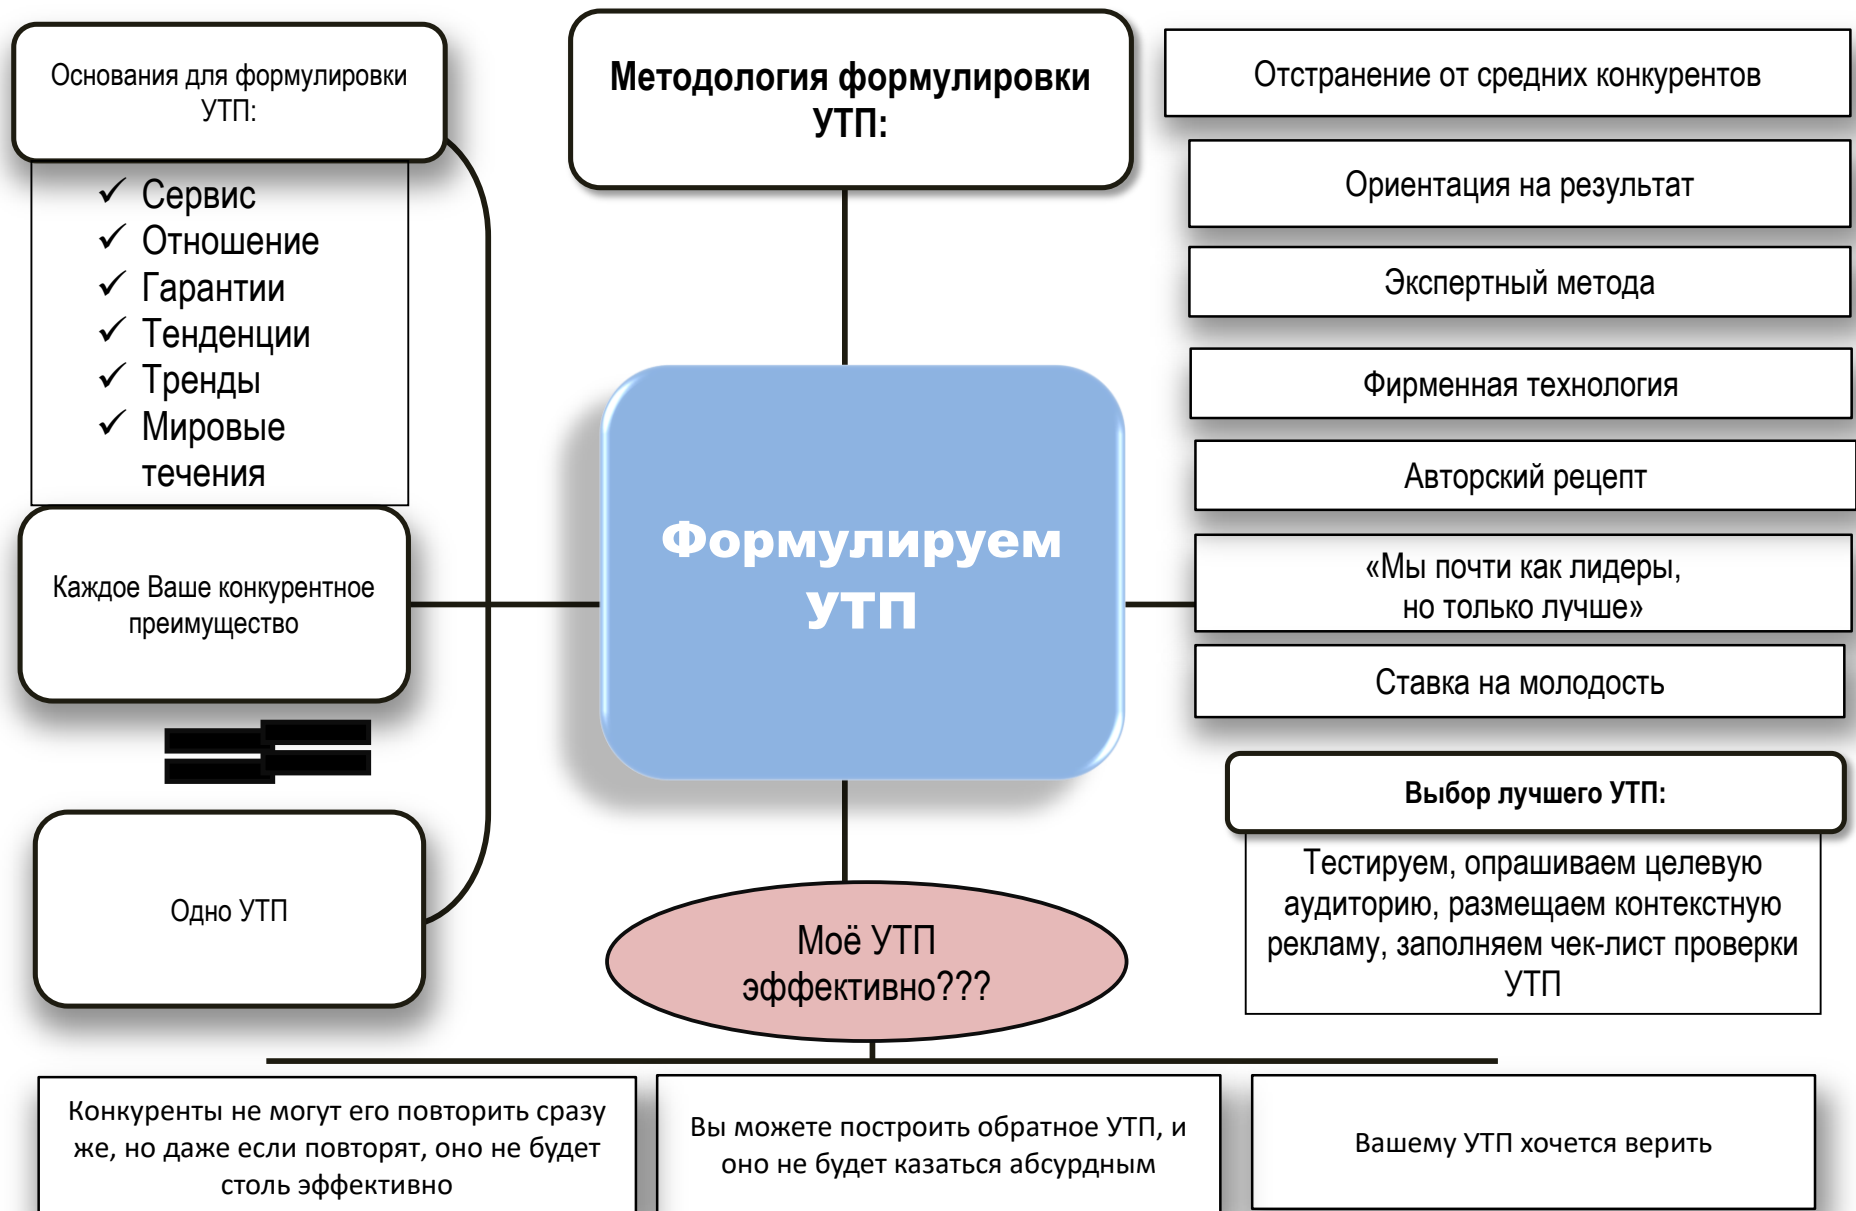 Основания для формулировки
УТП:
✓ Сервис
✓ Отношение
✓ Гарантии
✓ Тенденции
✓ Тренды
✓ Мировые
течения
Каждое Ваше конкурентное
преимущество
Одно УТП
Методология формулировки
УТП:
Формулируем
УТП
Моё УТП
эффективно???
Отстранение от средних конкурентов
Ориентация на результат
Экспертный метода
Фирменная технология
Авторский рецепт
«Мы почти как лидеры,
но только лучше»
Ставка на молодость
Выбор лучшего УТП:
Тестируем, опрашиваем целевую
аудиторию, размещаем контекстную
рекламу, заполняем чек-лист проверки
УТП
Конкуренты не могут его повторить сразу
же, но даже если повторят, оно не будет
столь эффективно
Вы можете построить обратное УТП, и
оно не будет казаться абсурдным
Вашему УТП хочется верить